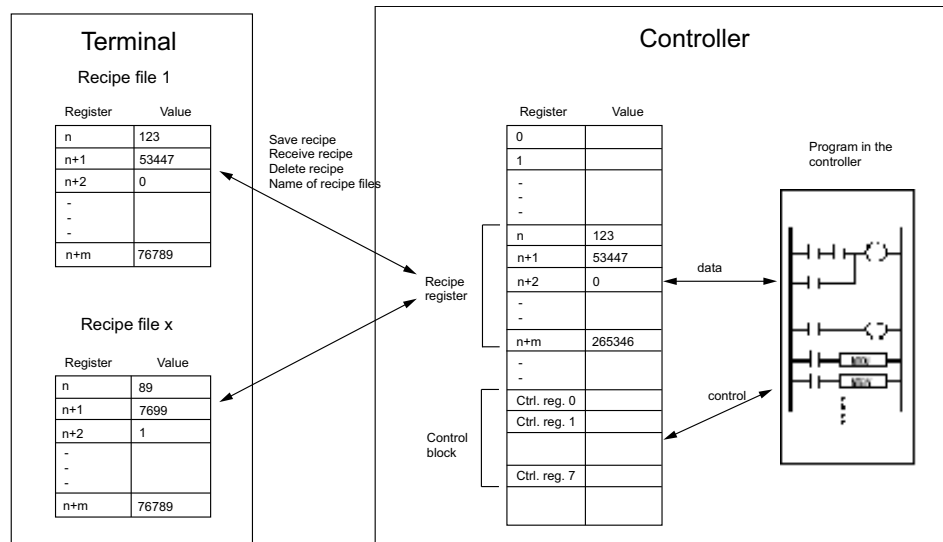 Terminal
Recipe file 1
Register Value
n 123
n+1 53447
n+2 0
-
-
-
n+m 76789
Recipe file x
Register Value
n 89
n+1 7699
n+2 1
-
-
-
n+m 76789
Save recipe
Receive recipe
Delete recipe
Name of recipe files
Controller
Register Value
0
1
-
-
-
n 123
n+1 53447
n+2 0
-
-
n+m 265346
-
-
Ctrl. reg. 0
Ctrl. reg. 1
Ctrl. reg. 7
Recipe
register
Control
block
data
control
Program in the
controller